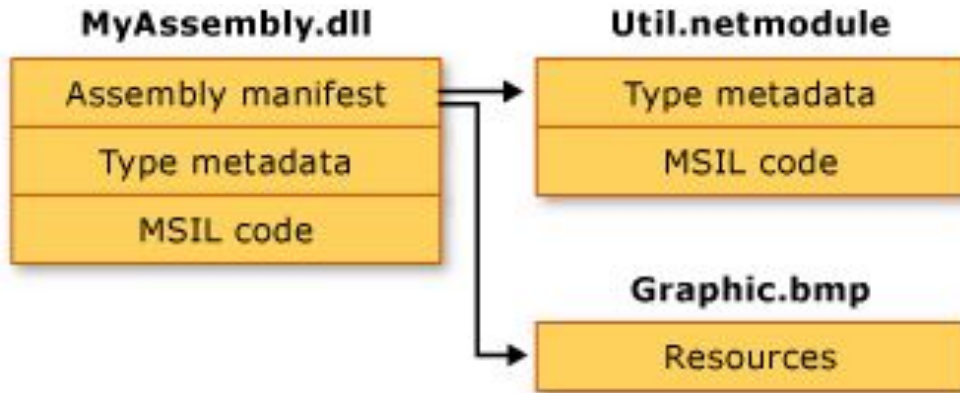 MyAssembly.dll
Assembly manifest
Type metadata
MSIL code
Util.netmodule
Type metadata
MSIL code
Graphic.bmp
Resources